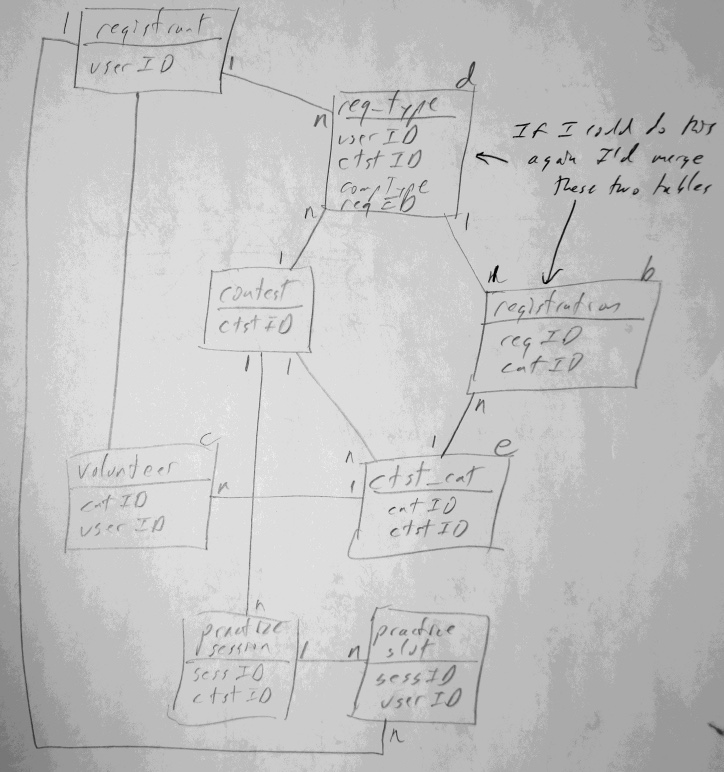 1
registrant
user ID
1
d
n
reg_type
user ID
ctst ID
compType
reg ID
n
1
If I could do this
again I'd merge
these two tables
1
contest
ctst ID
1 1
n
b
registration
reg ID
cat ID
n
c
volunteer
cat ID
user ID
n
n
1
1
e
ctst_cat
cat ID
ctst ID
n
practice
session
sess ID
ctst ID
1
n
practice
slot
sess ID
user ID
n